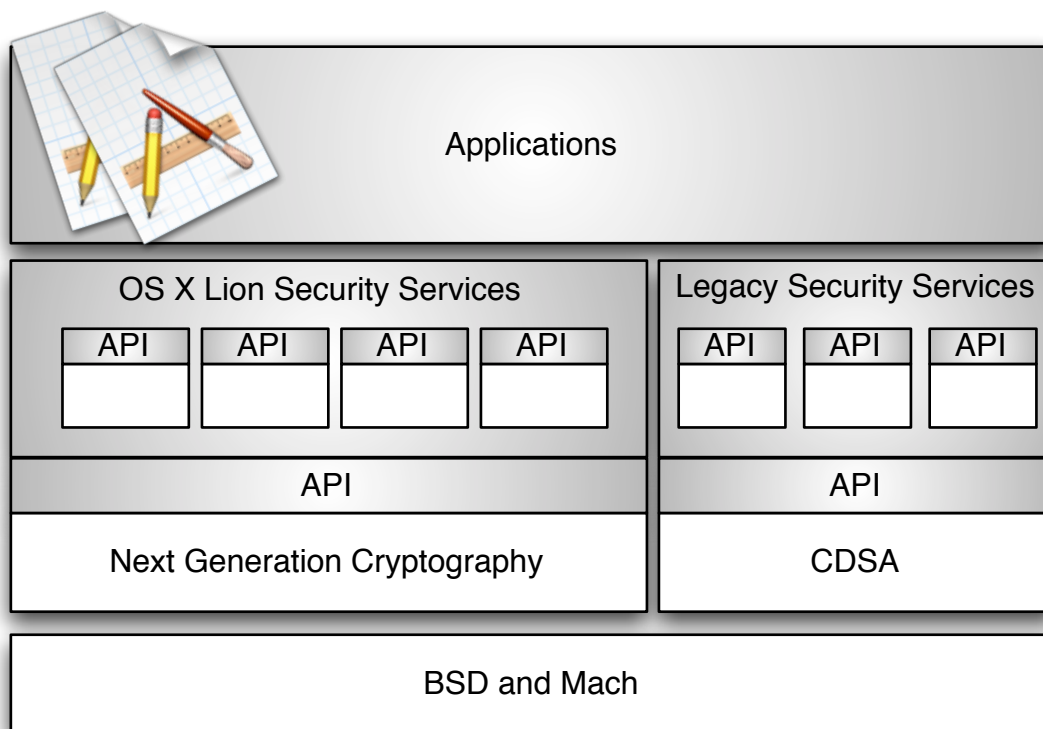 Applications
OS X Lion Security Services
API API API API
API
Next Generation Cryptography
Legacy Security Services
API API API
API
CDSA
BSD and Mach